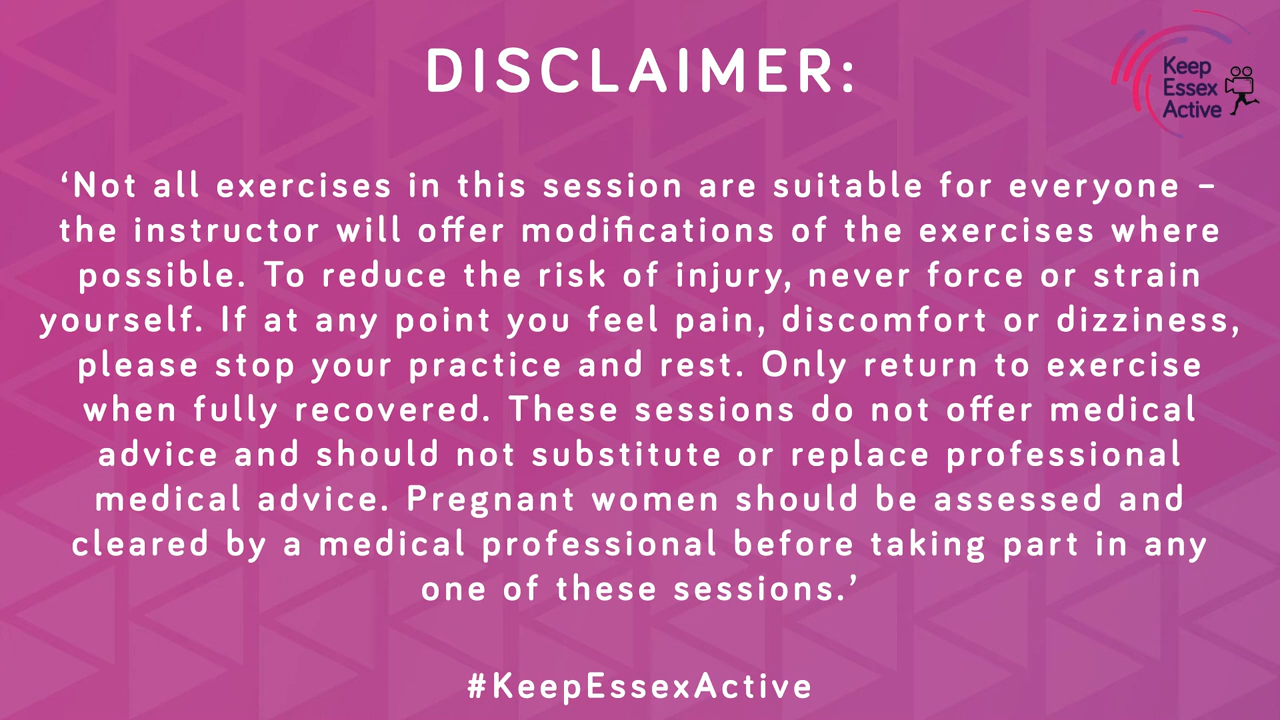 DISCLAIMER:
Keep
Essex
Active
‘Not all exercises in this session are suitable for everyone –
the instructor will offer modifications of the exercises where
possible. To reduce the risk of injury, never force or strain
yourself. If at any point you feel pain, discomfort or dizziness,
please stop your practice and rest. Only return to exercise
when fully recovered. These sessions do not offer medical
advice and should not substitute or replace professional
medical advice. Pregnant women should be assessed and
cleared by a medical professional before taking part in any
one of these sessions.’
#KeepEssexActive